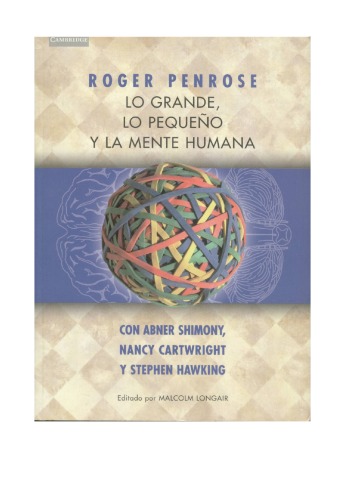 CAMBRIDGE
ROGER PENROSE
LO GRANDE,
LO PEQUEÑO
Y LA MENTE HUMANA
CON ABNER SHIMONY,
NANCY CARTWRIGHT
Y STEPHEN HAWKING
Editado por MALCOLM LONGAIR